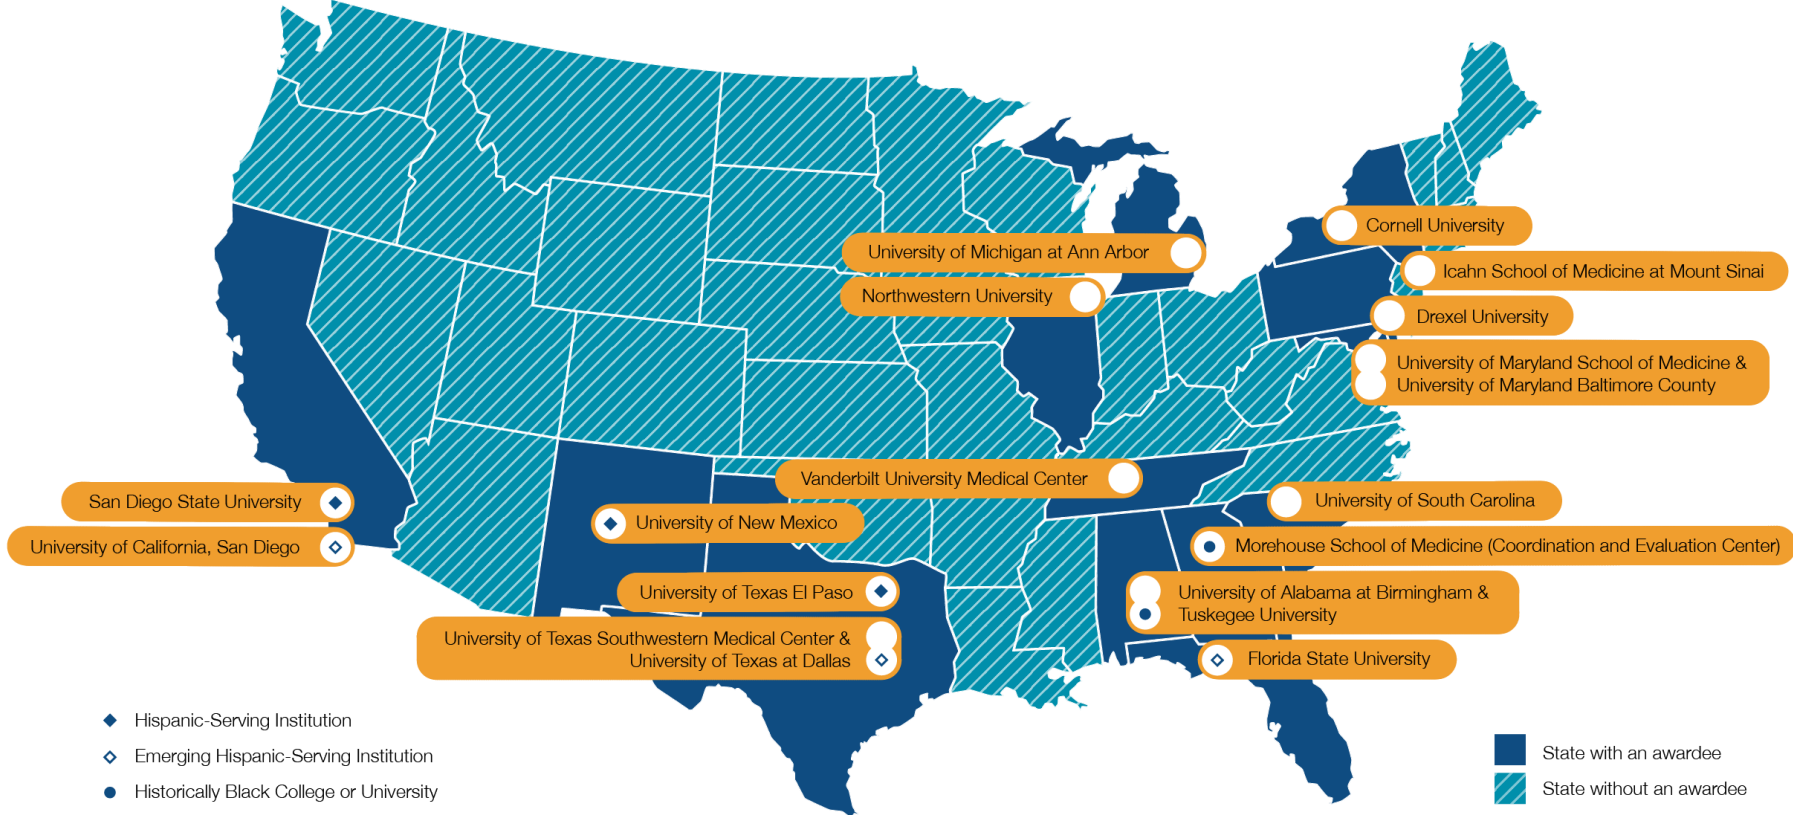 Cornell University
University of Michigan at Ann Arbor
Icahn School of Medicine at Mount Sinai
Northwestern University
Drexel University
University of Maryland School of Medicine &
University of Maryland Baltimore County
Vanderbilt University Medical Center
San Diego State University
University of South Carolina
University of New Mexico
University of California, San Diego
Morehouse School of Medicine (Coordination and Evaluation Center)
University of Texas El Paso
University of Alabama at Birmingham &
Tuskegee University
University of Texas Southwestern Medical Center &
University of Texas at Dallas
Florida State University
Hispanic-Serving Institution
Emerging Hispanic-Serving Institution
Historically Black College or University
State with an awardee
State without an awardee